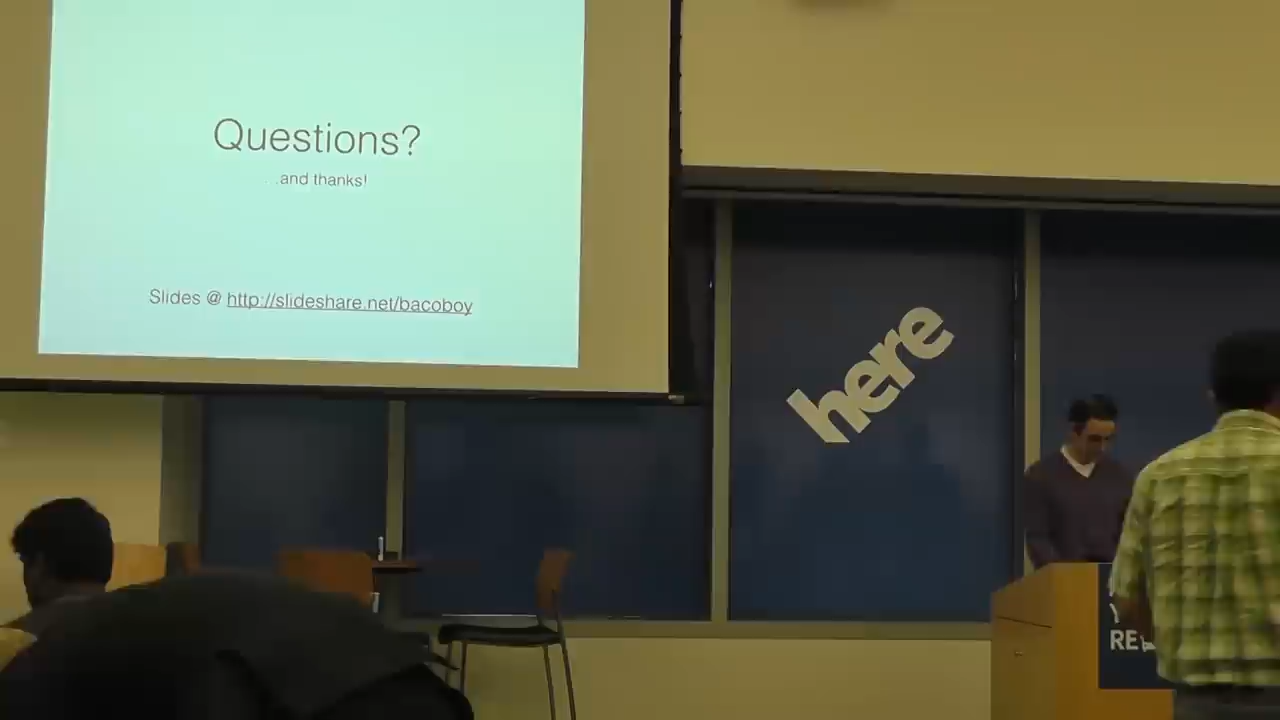 Questions?
...and thanks!
Slides @ http://slideshare.net/bacoboy
here